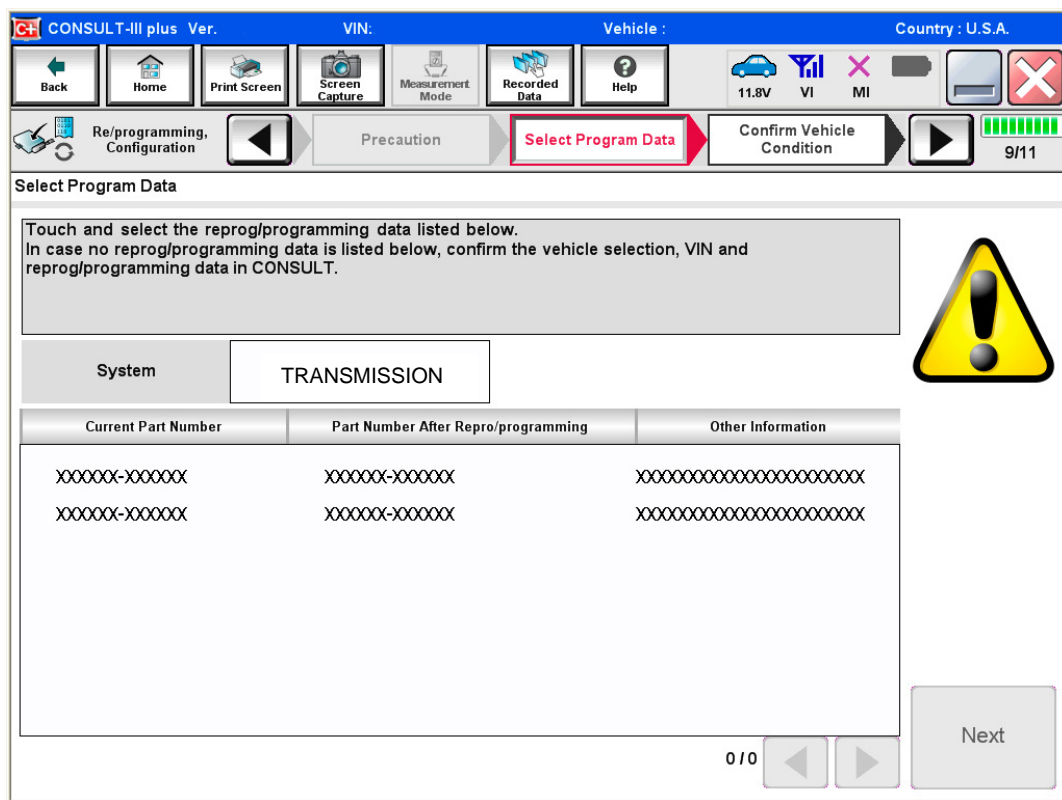 C+ CONSULT-III plus Ver. VIN: Vehicle : Country : U.S.A.
Back Home Print Screen Screen Capture Measurement Mode Recorded Data Help 11.8V VI MI
Re/programming, Configuration Precaution Select Program Data Confirm Vehicle Condition 9/11
Select Program Data
Touch and select the reprog/programming data listed below.
In case no reprog/programming data is listed below, confirm the vehicle selection, VIN and
reprog/programming data in CONSULT.
System TRANSMISSION
Current Part Number Part Number After Repro/programming Other Information
XXXXXX-XXXXXX XXXXXX-XXXXXX XXXXXXXXXXXXXXXXXXXXXX
XXXXXX-XXXXXX XXXXXX-XXXXXX XXXXXXXXXXXXXXXXXXXXXX
Next
0/0